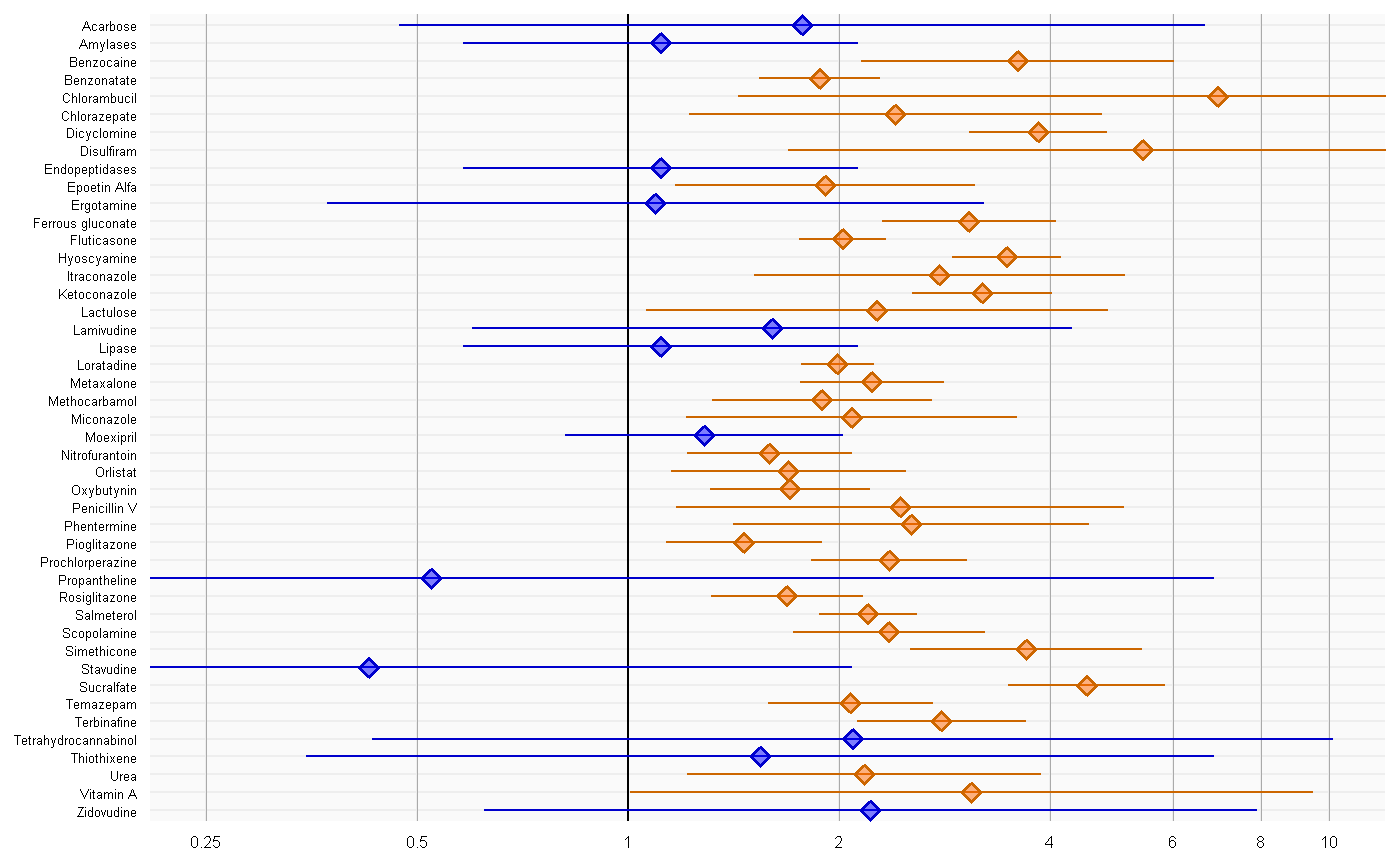 Acarbose
Amylases
Benzocaine
Benzonatate
Chlorambucil
Chlorazepate
Dicyclomine
Disulfiram
Endopeptidases
Epoetin Alfa
Ergotamine
Ferrous gluconate
Fluticasone
Hyoscyamine
Itraconazole
Ketoconazole
Lactulose
Lamivudine
Lipase
Loratadine
Metaxalone
Methocarbamol
Miconazole
Moexipril
Nitrofurantoin
Orlistat
Oxybutynin
Penicillin V
Phentermine
Pioglitazone
Prochlorperazine
Propantheline
Rosiglitazone
Salmeterol
Scopolamine
Simethicone
Stavudine
Sucralfate
Temazepam
Terbinafine
Tetrahydrocannabinol
Thiothixene
Urea
Vitamin A
Zidovudine
0.25 0.5 1 2 4 6 8 10